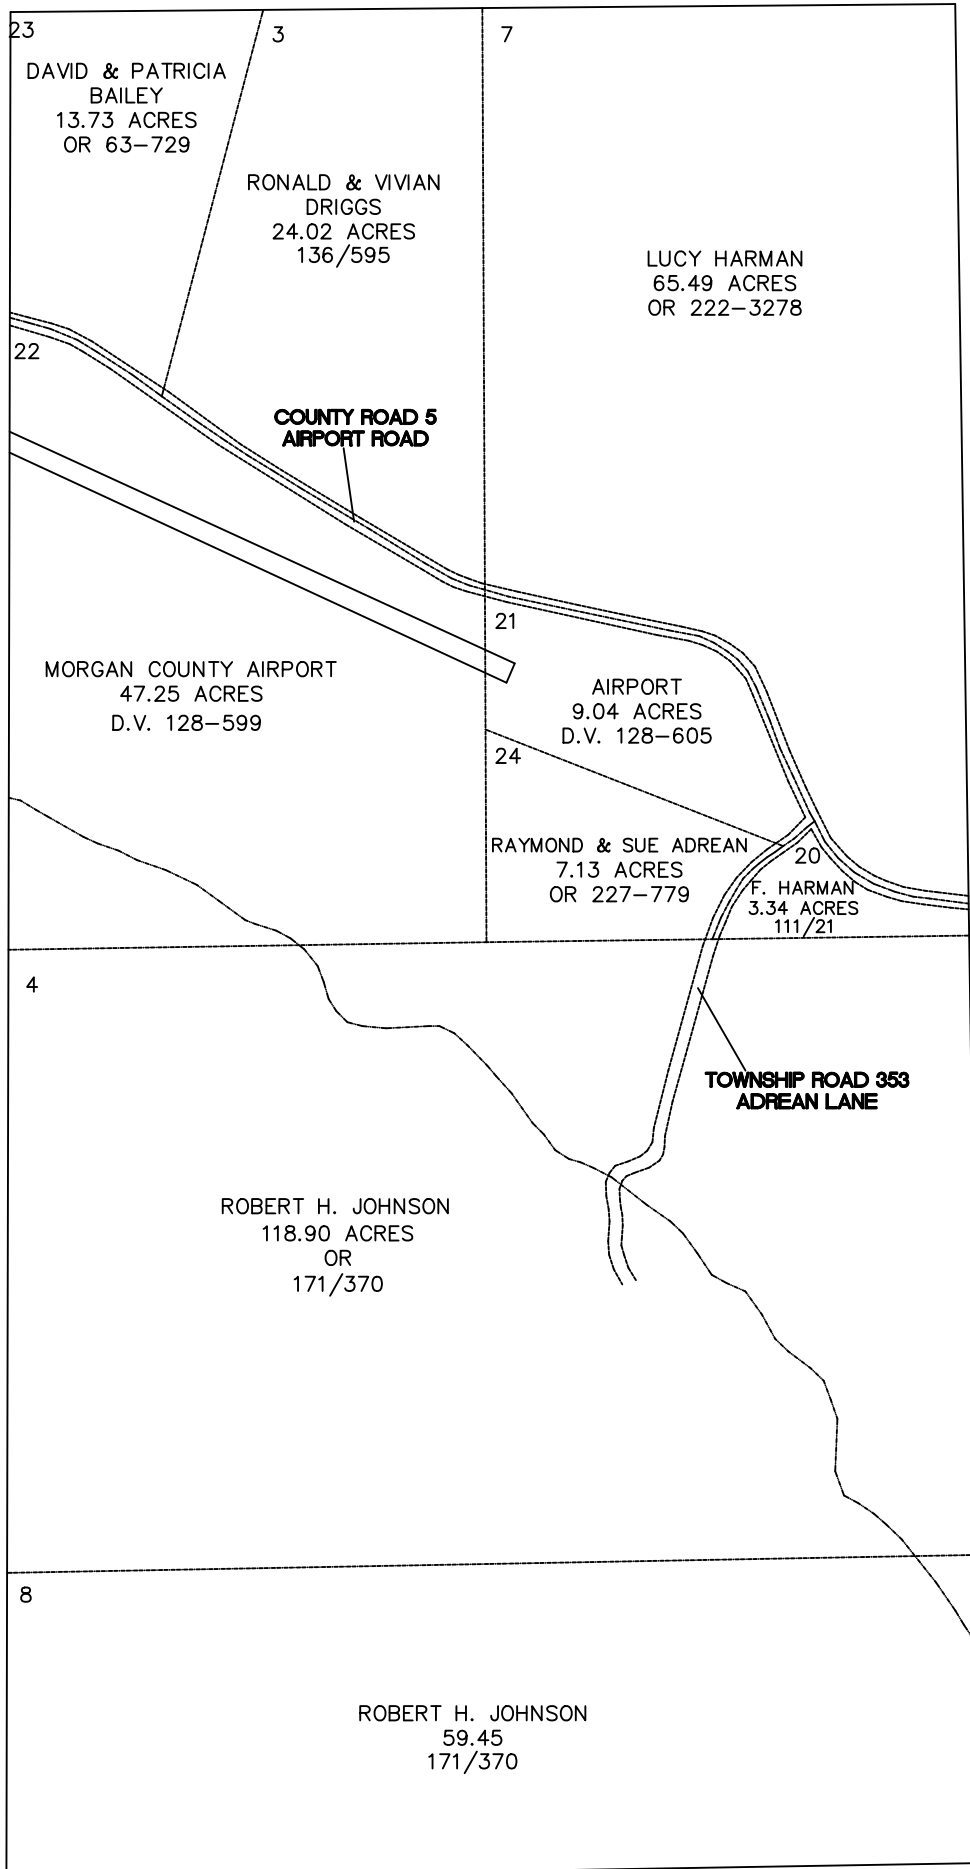 23
DAVID & PATRICIA
BAILEY
13.73 ACRES
OR 63-729
3
RONALD & VIVIAN
DRIGGS
24.02 ACRES
136/595
7
LUCY HARMAN
65.49 ACRES
OR 222-3278
22
COUNTY ROAD 5
AIRPORT ROAD
MORGAN COUNTY AIRPORT
47.25 ACRES
D.V. 128-599
21
AIRPORT
9.04 ACRES
D.V. 128-605
24
RAYMOND & SUE ADREAN
7.13 ACRES
OR 227-779
20
F. HARMAN
3.34 ACRES
111/21
4
TOWNSHIP ROAD 353
ADREAN LANE
ROBERT H. JOHNSON
118.90 ACRES
OR
171/370
8
ROBERT H. JOHNSON
59.45
171/370